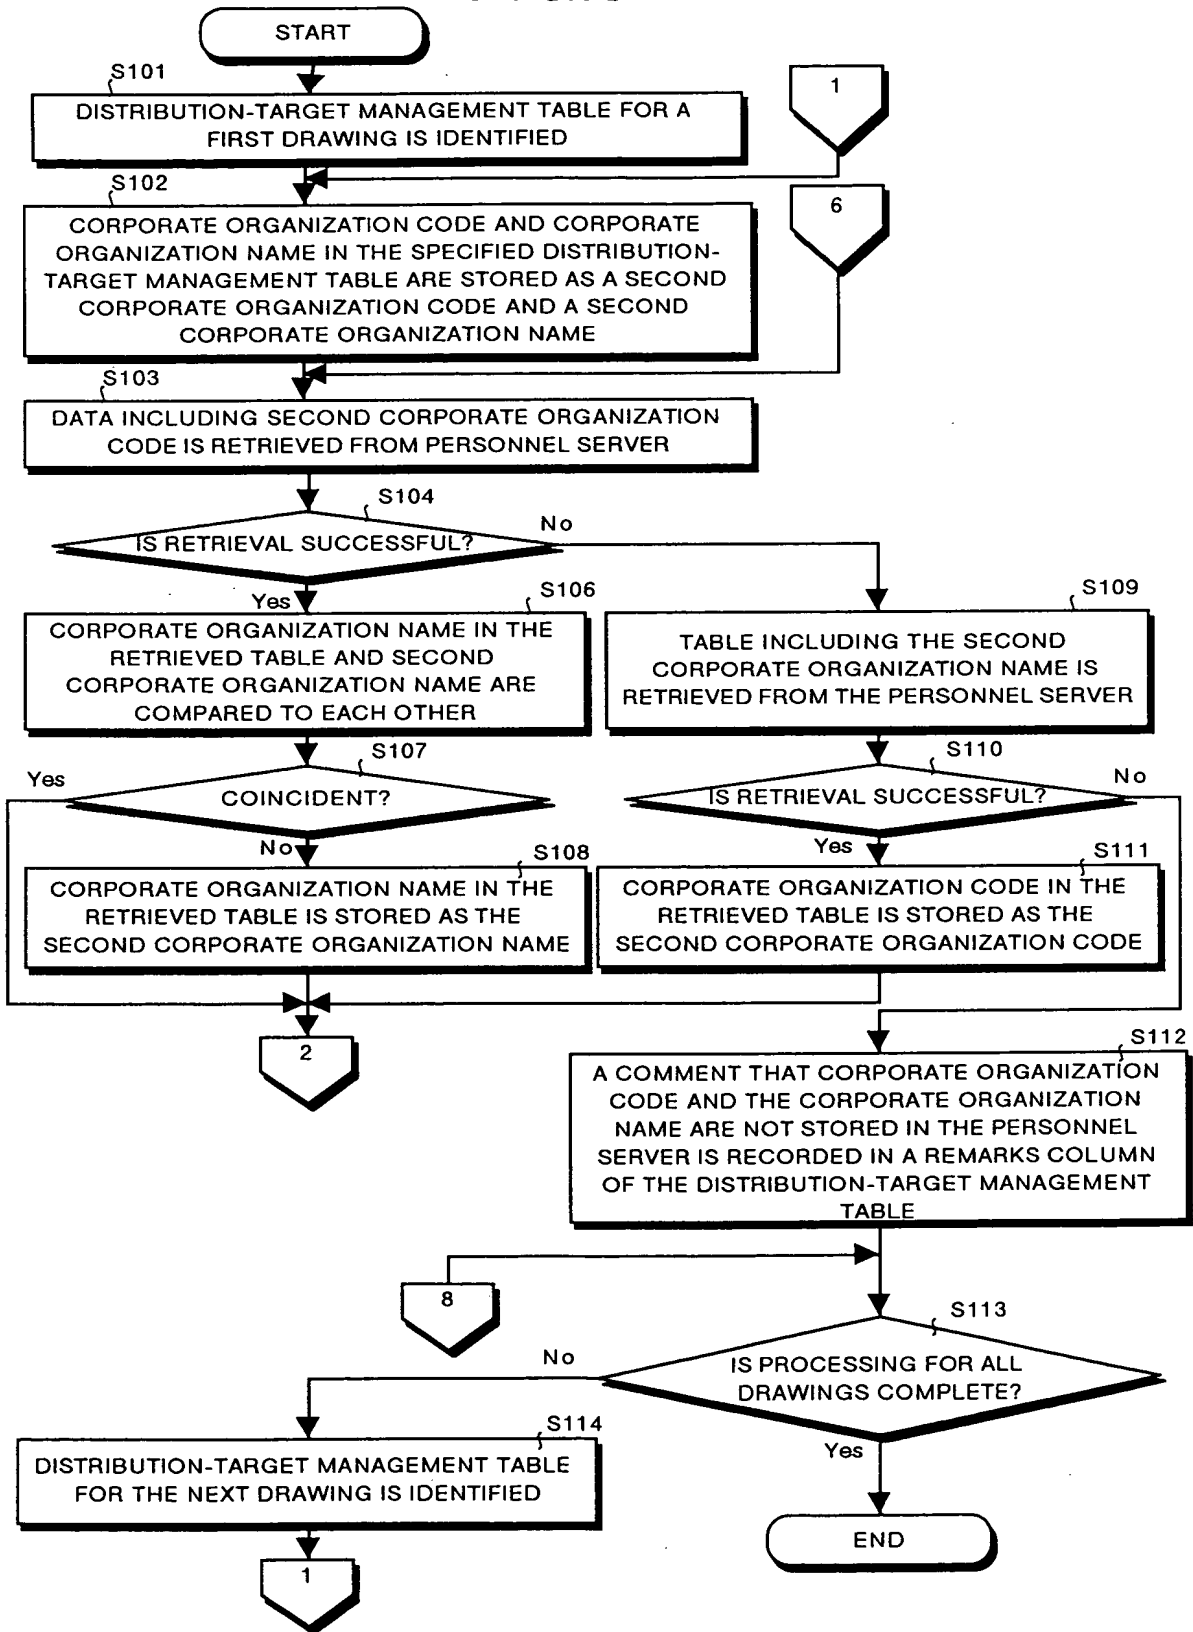 START
S101
DISTRIBUTION-TARGET MANAGEMENT TABLE FOR A
FIRST DRAWING IS IDENTIFIED
1
S102
CORPORATE ORGANIZATION CODE AND CORPORATE
ORGANIZATION NAME IN THE SPECIFIED DISTRIBUTION-
TARGET MANAGEMENT TABLE ARE STORED AS A SECOND
CORPORATE ORGANIZATION CODE AND A SECOND
CORPORATE ORGANIZATION NAME
6
S103
DATA INCLUDING SECOND CORPORATE ORGANIZATION
CODE IS RETRIEVED FROM PERSONNEL SERVER
S104
IS RETRIEVAL SUCCESSFUL?
No
Yes
S106
CORPORATE ORGANIZATION NAME IN THE
RETRIEVED TABLE AND SECOND
CORPORATE ORGANIZATION NAME ARE
COMPARED TO EACH OTHER
S109
TABLE INCLUDING THE SECOND
CORPORATE ORGANIZATION NAME IS
RETRIEVED FROM THE PERSONNEL SERVER
S107
Yes
COINCIDENT?
No
S110
IS RETRIEVAL SUCCESSFUL?
No
Yes
S108
CORPORATE ORGANIZATION NAME IN THE
RETRIEVED TABLE IS STORED AS THE
SECOND CORPORATE ORGANIZATION NAME
S111
CORPORATE ORGANIZATION CODE IN THE
RETRIEVED TABLE IS STORED AS THE
SECOND CORPORATE ORGANIZATION CODE
2
S112
A COMMENT THAT CORPORATE ORGANIZATION
CODE AND THE CORPORATE ORGANIZATION
NAME ARE NOT STORED IN THE PERSONNEL
SERVER IS RECORDED IN A REMARKS COLUMN
OF THE DISTRIBUTION-TARGET MANAGEMENT
TABLE
8
S113
IS PROCESSING FOR ALL
DRAWINGS COMPLETE?
No
Yes
S114
DISTRIBUTION-TARGET MANAGEMENT TABLE
FOR THE NEXT DRAWING IS IDENTIFIED
1
END